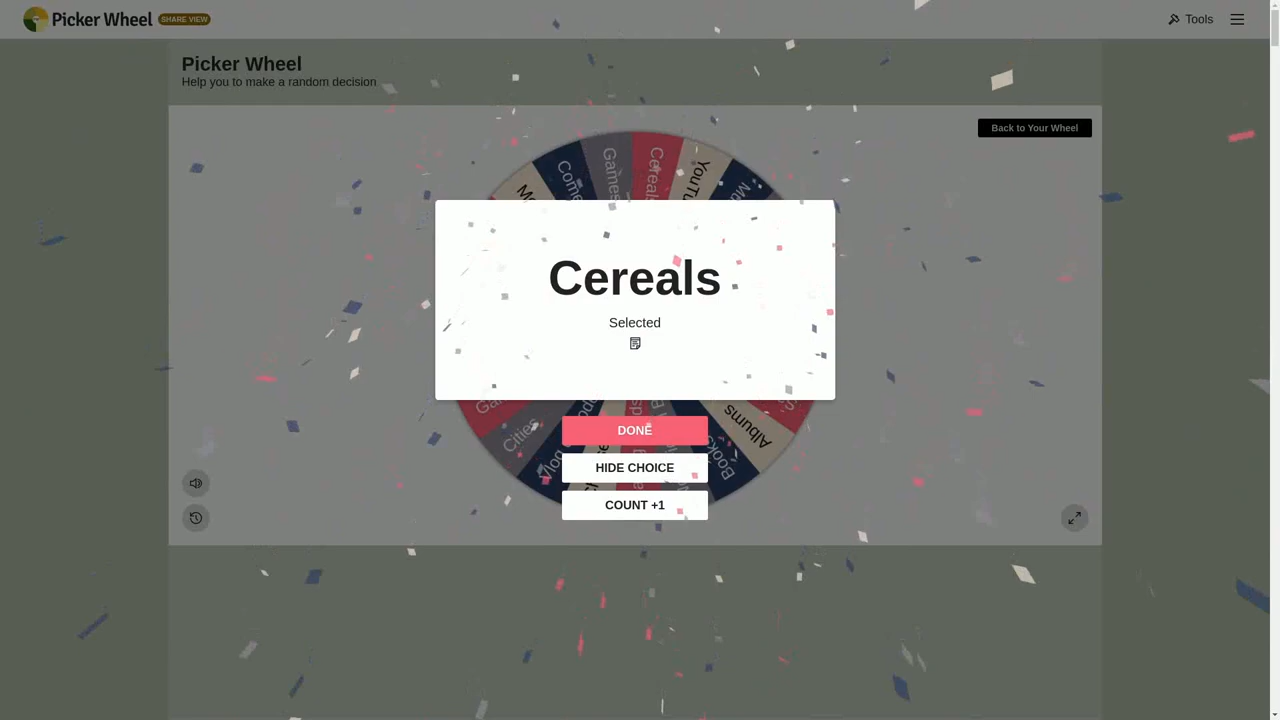 Picker Wheel
SHARE VIEW
Tools
Picker Wheel
Help you to make a random decision
Back to Your Wheel
Games
Cereals
Cereals
Selected
Albums
Cities
DONE
HIDE CHOICE
COUNT +1